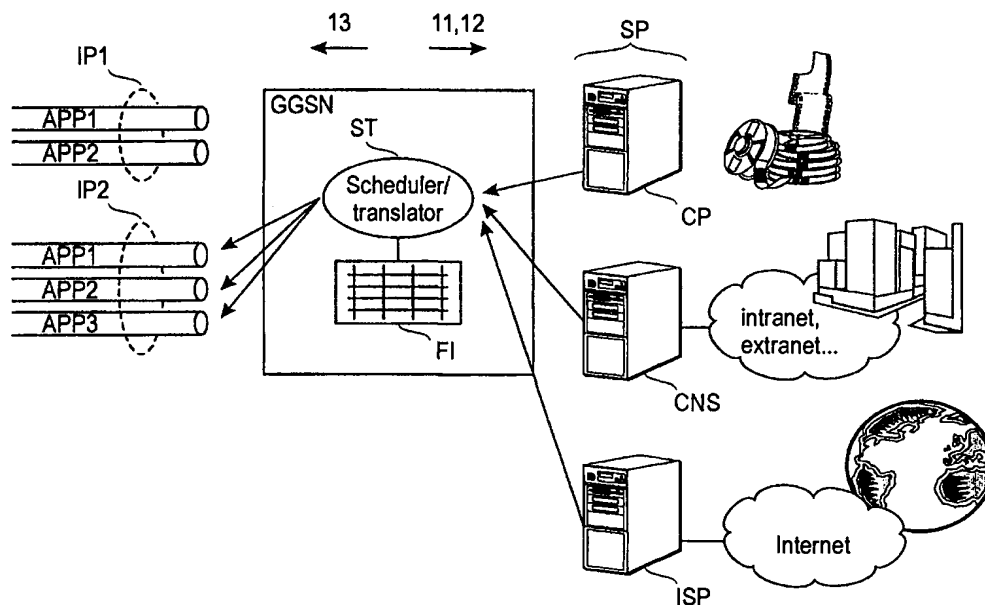 13
11,12
SP
IP1
APP1
APP2
GGSN
ST
Scheduler/
translator
CP
IP2
APP1
APP2
APP3
FI
intranet,
extranet...
CNS
Internet
ISP